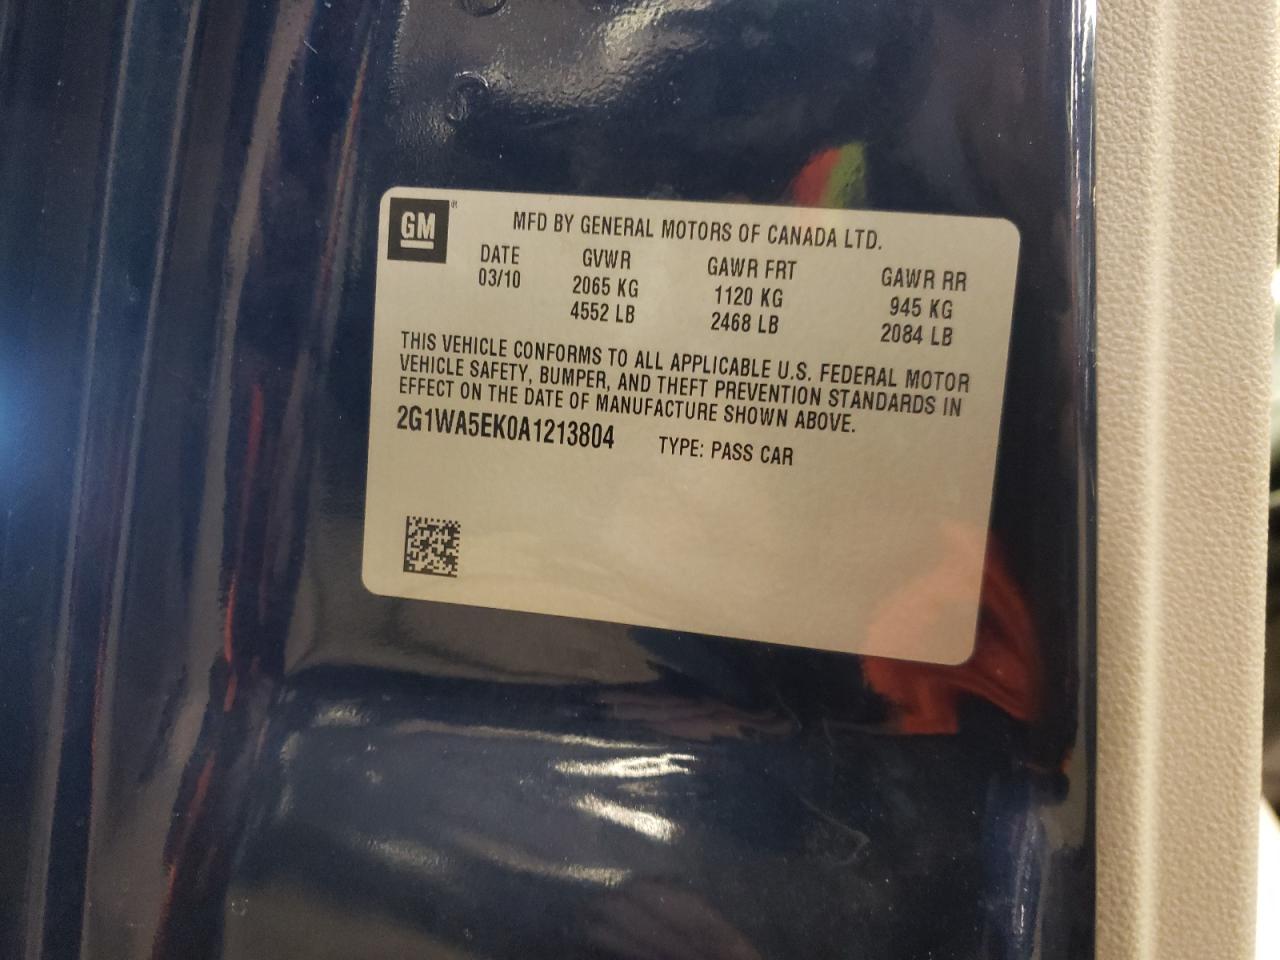 GM®
MFD BY GENERAL MOTORS OF CANADA LTD.
DATE GVWR GAWR FRT GAWR RR
03/10 2065 KG 1120 KG 945 KG
4552 LB 2468 LB 2084 LB
THIS VEHICLE CONFORMS TO ALL APPLICABLE U.S. FEDERAL MOTOR
VEHICLE SAFETY, BUMPER, AND THEFT PREVENTION STANDARDS IN
EFFECT ON THE DATE OF MANUFACTURE SHOWN ABOVE.
2G1WA5EK0A1213804 TYPE: PASS CAR